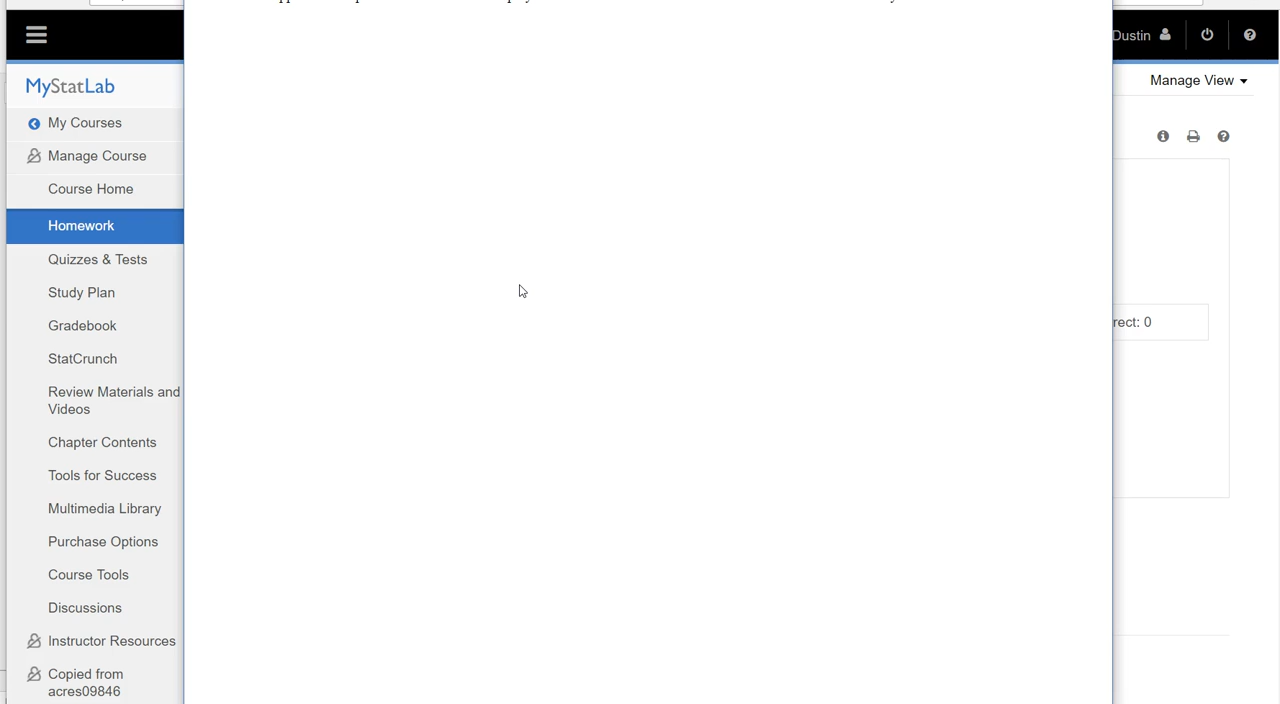 Dustin
MyStatLab
Manage View
My Courses
Manage Course
Course Home
Homework
Quizzes & Tests
Study Plan
Gradebook
rect: 0
StatCrunch
Review Materials and
Videos
Chapter Contents
Tools for Success
Multimedia Library
Purchase Options
Course Tools
Discussions
Instructor Resources
Copied from
acres09846